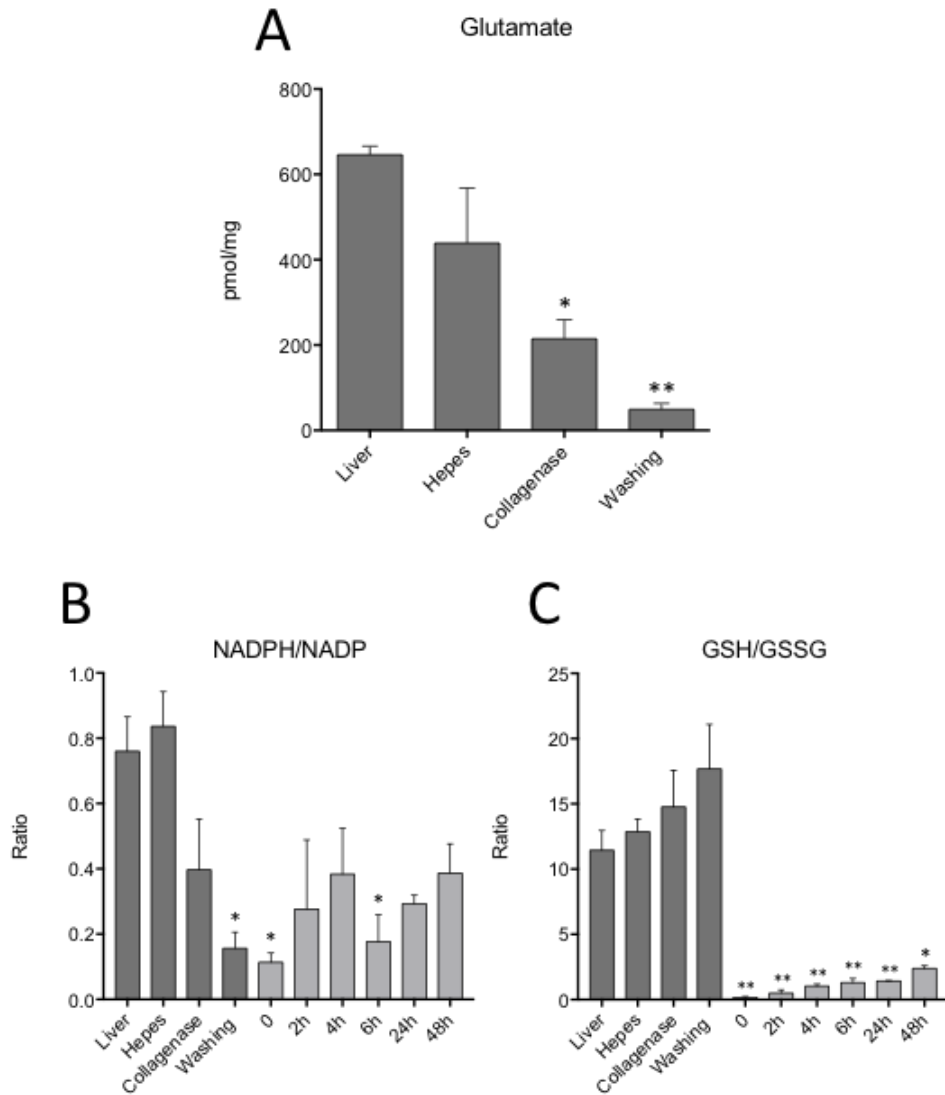 A
Glutamate
800
600
400
200
0
pmol/mg
Liver
Hepes
Collagenase
Washing
*
**
B
NADPH/NADP
1.0
0.8
0.6
0.4
0.2
0.0
Ratio
Liver
Hepes
Collagenase
Washing
0
2h
4h
6h
24h
48h
*
*
*
C
GSH/GSSG
25
20
15
10
5
0
Ratio
Liver
Hepes
Collagenase
Washing
0
2h
4h
6h
24h
48h
**
**
**
**
**
*